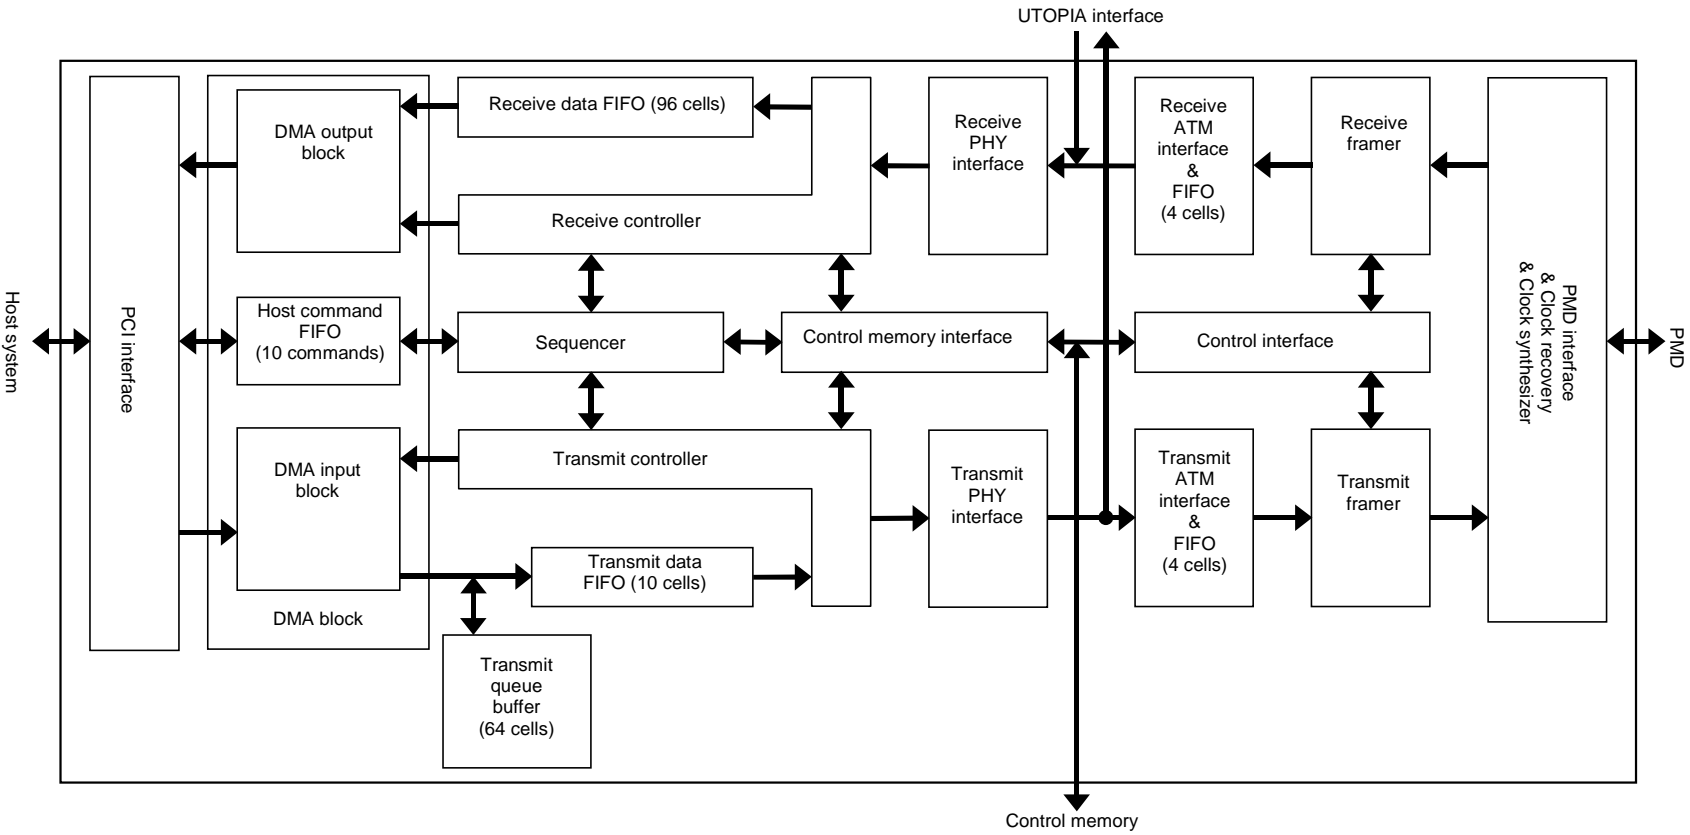 UTOPIA interface
Receive data FIFO (96 cells)
DMA output
block
Receive
PHY
interface
Receive
ATM
interface
&
FIFO
(4 cells)
Receive
framer
Receive controller
Host system
PCI interface
Host command
FIFO
(10 commands)
Sequencer
Control memory interface
Control interface
PMD interface
& Clock recovery
& Clock synthesizer
PMD
DMA input
block
Transmit controller
Transmit
PHY
interface
Transmit
ATM
interface
&
FIFO
(4 cells)
Transmit
framer
Transmit data
FIFO (10 cells)
DMA block
Transmit
queue
buffer
(64 cells)
Control memory